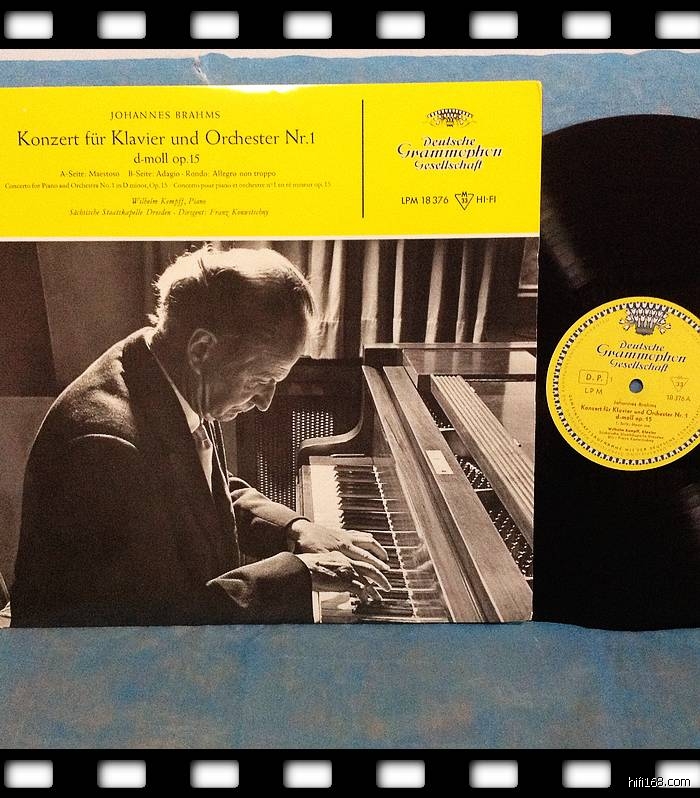 JOHANNES BRAHMS
Konzert für Klavier und Orchester Nr.1
d-moll op.15
A-Seite: Maestoso B-Seite: Adagio · Rondo: Allegro non troppo
Concerto for Piano and Orchestra No. 1 in D minor, Op. 15 · Concerto pour piano et orchestre nº 1 en ré mineur op. 15
Wilhelm Kempff, Piano
Sächsische Staatskapelle Dresden · Dirigent: Franz Konwitschny
Deutsche
Grammophon
Gesellschaft
LPM 18 376 M 33 HI-FI
Deutsche
Grammophon
Gesellschaft
D. P.
LPM
33
18 376 A
Johannes Brahms
Konzert für Klavier und Orchester Nr. 1
d-moll op. 15
Wilhelm Kempff, Klavier
hifi168.com